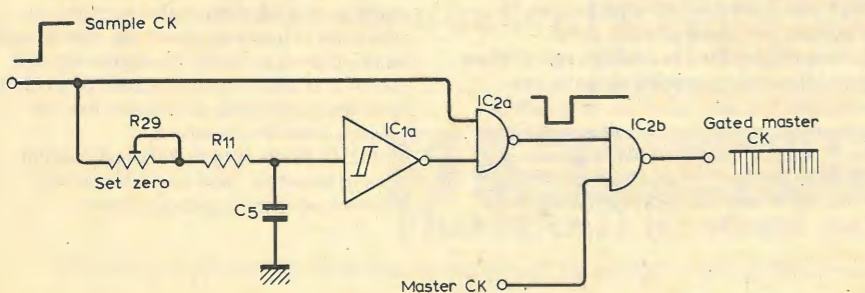 Sample CK
R29
R11
Set zero
C5
IC1a
IC2a
IC2b
Gated master
CK
Master CK